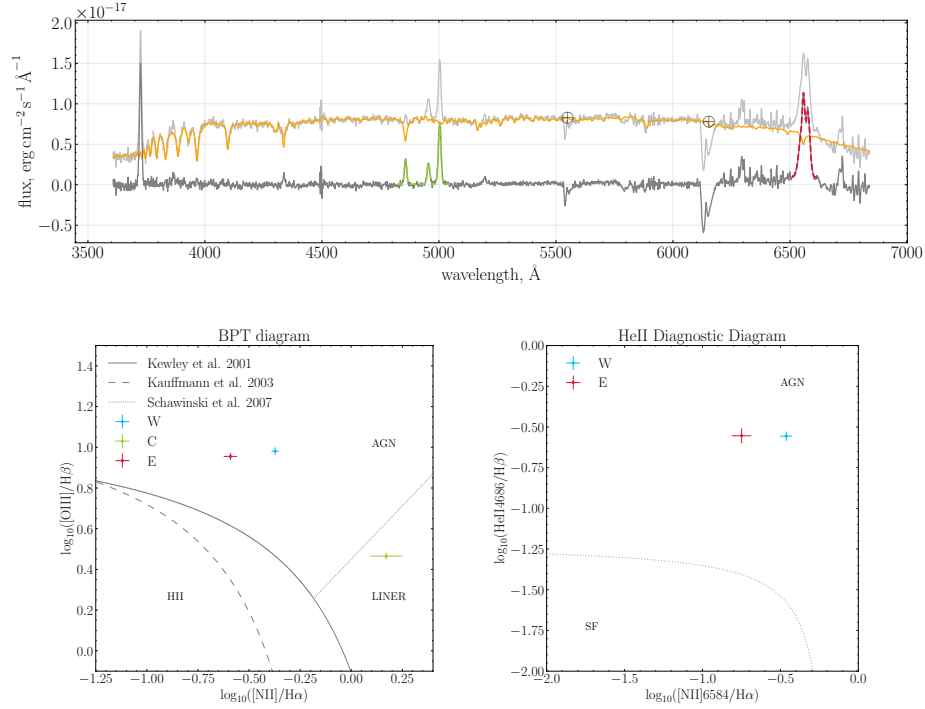 ×10⁻¹⁷
2.0
1.5
1.0
0.5
0.0
−0.5
flux, erg cm⁻² s⁻¹ Å⁻¹
3500 4000 4500 5000 5500 6000 6500 7000
wavelength, Å
BPT diagram
Kewley et al. 2001
Kauffmann et al. 2003
Schawinski et al. 2007
W
C
E
AGN
HII
LINER
1.4
1.2
1.0
0.8
0.6
0.4
0.2
0.0
log₁₀([OIII]/Hβ)
−1.25 −1.00 −0.75 −0.50 −0.25 0.00 0.25
log₁₀([NII]/Hα)
HeII Diagnostic Diagram
W
E
AGN
SF
0.00
−0.25
−0.50
−0.75
−1.00
−1.25
−1.50
−1.75
−2.00
log₁₀(HeII4686/Hβ)
−2.0 −1.5 −1.0 −0.5 0.0
log₁₀([NII]6584/Hα)